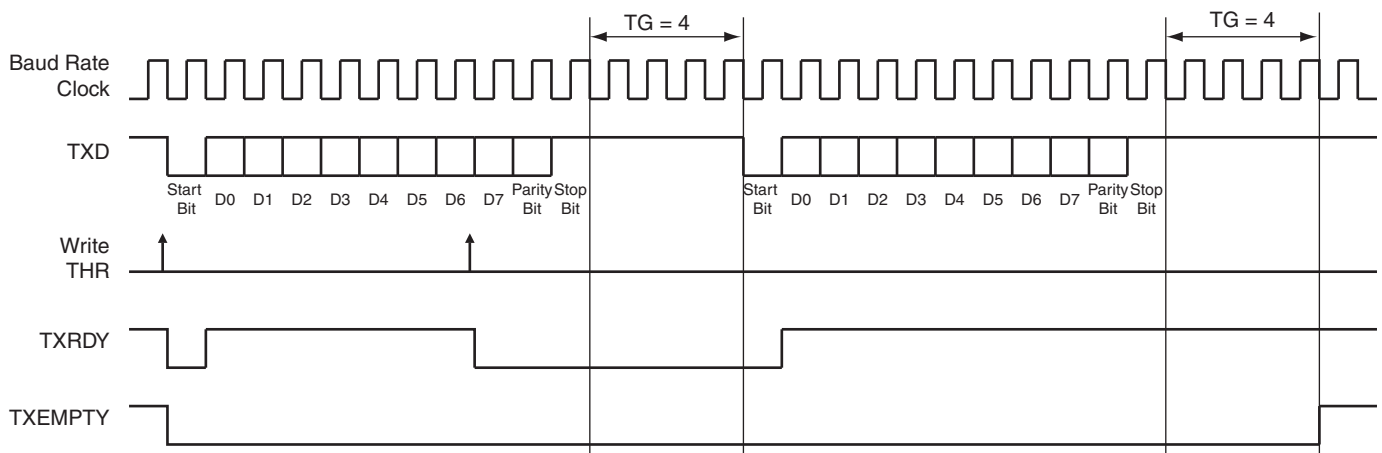 TG = 4
TG = 4
Baud Rate
Clock
TXD
Start
Bit
D0
D1
D2
D3
D4
D5
D6
D7
Parity
Bit
Stop
Bit
Start
Bit
D0
D1
D2
D3
D4
D5
D6
D7
Parity
Bit
Stop
Bit
Write
THR
TXRDY
TXEMPTY